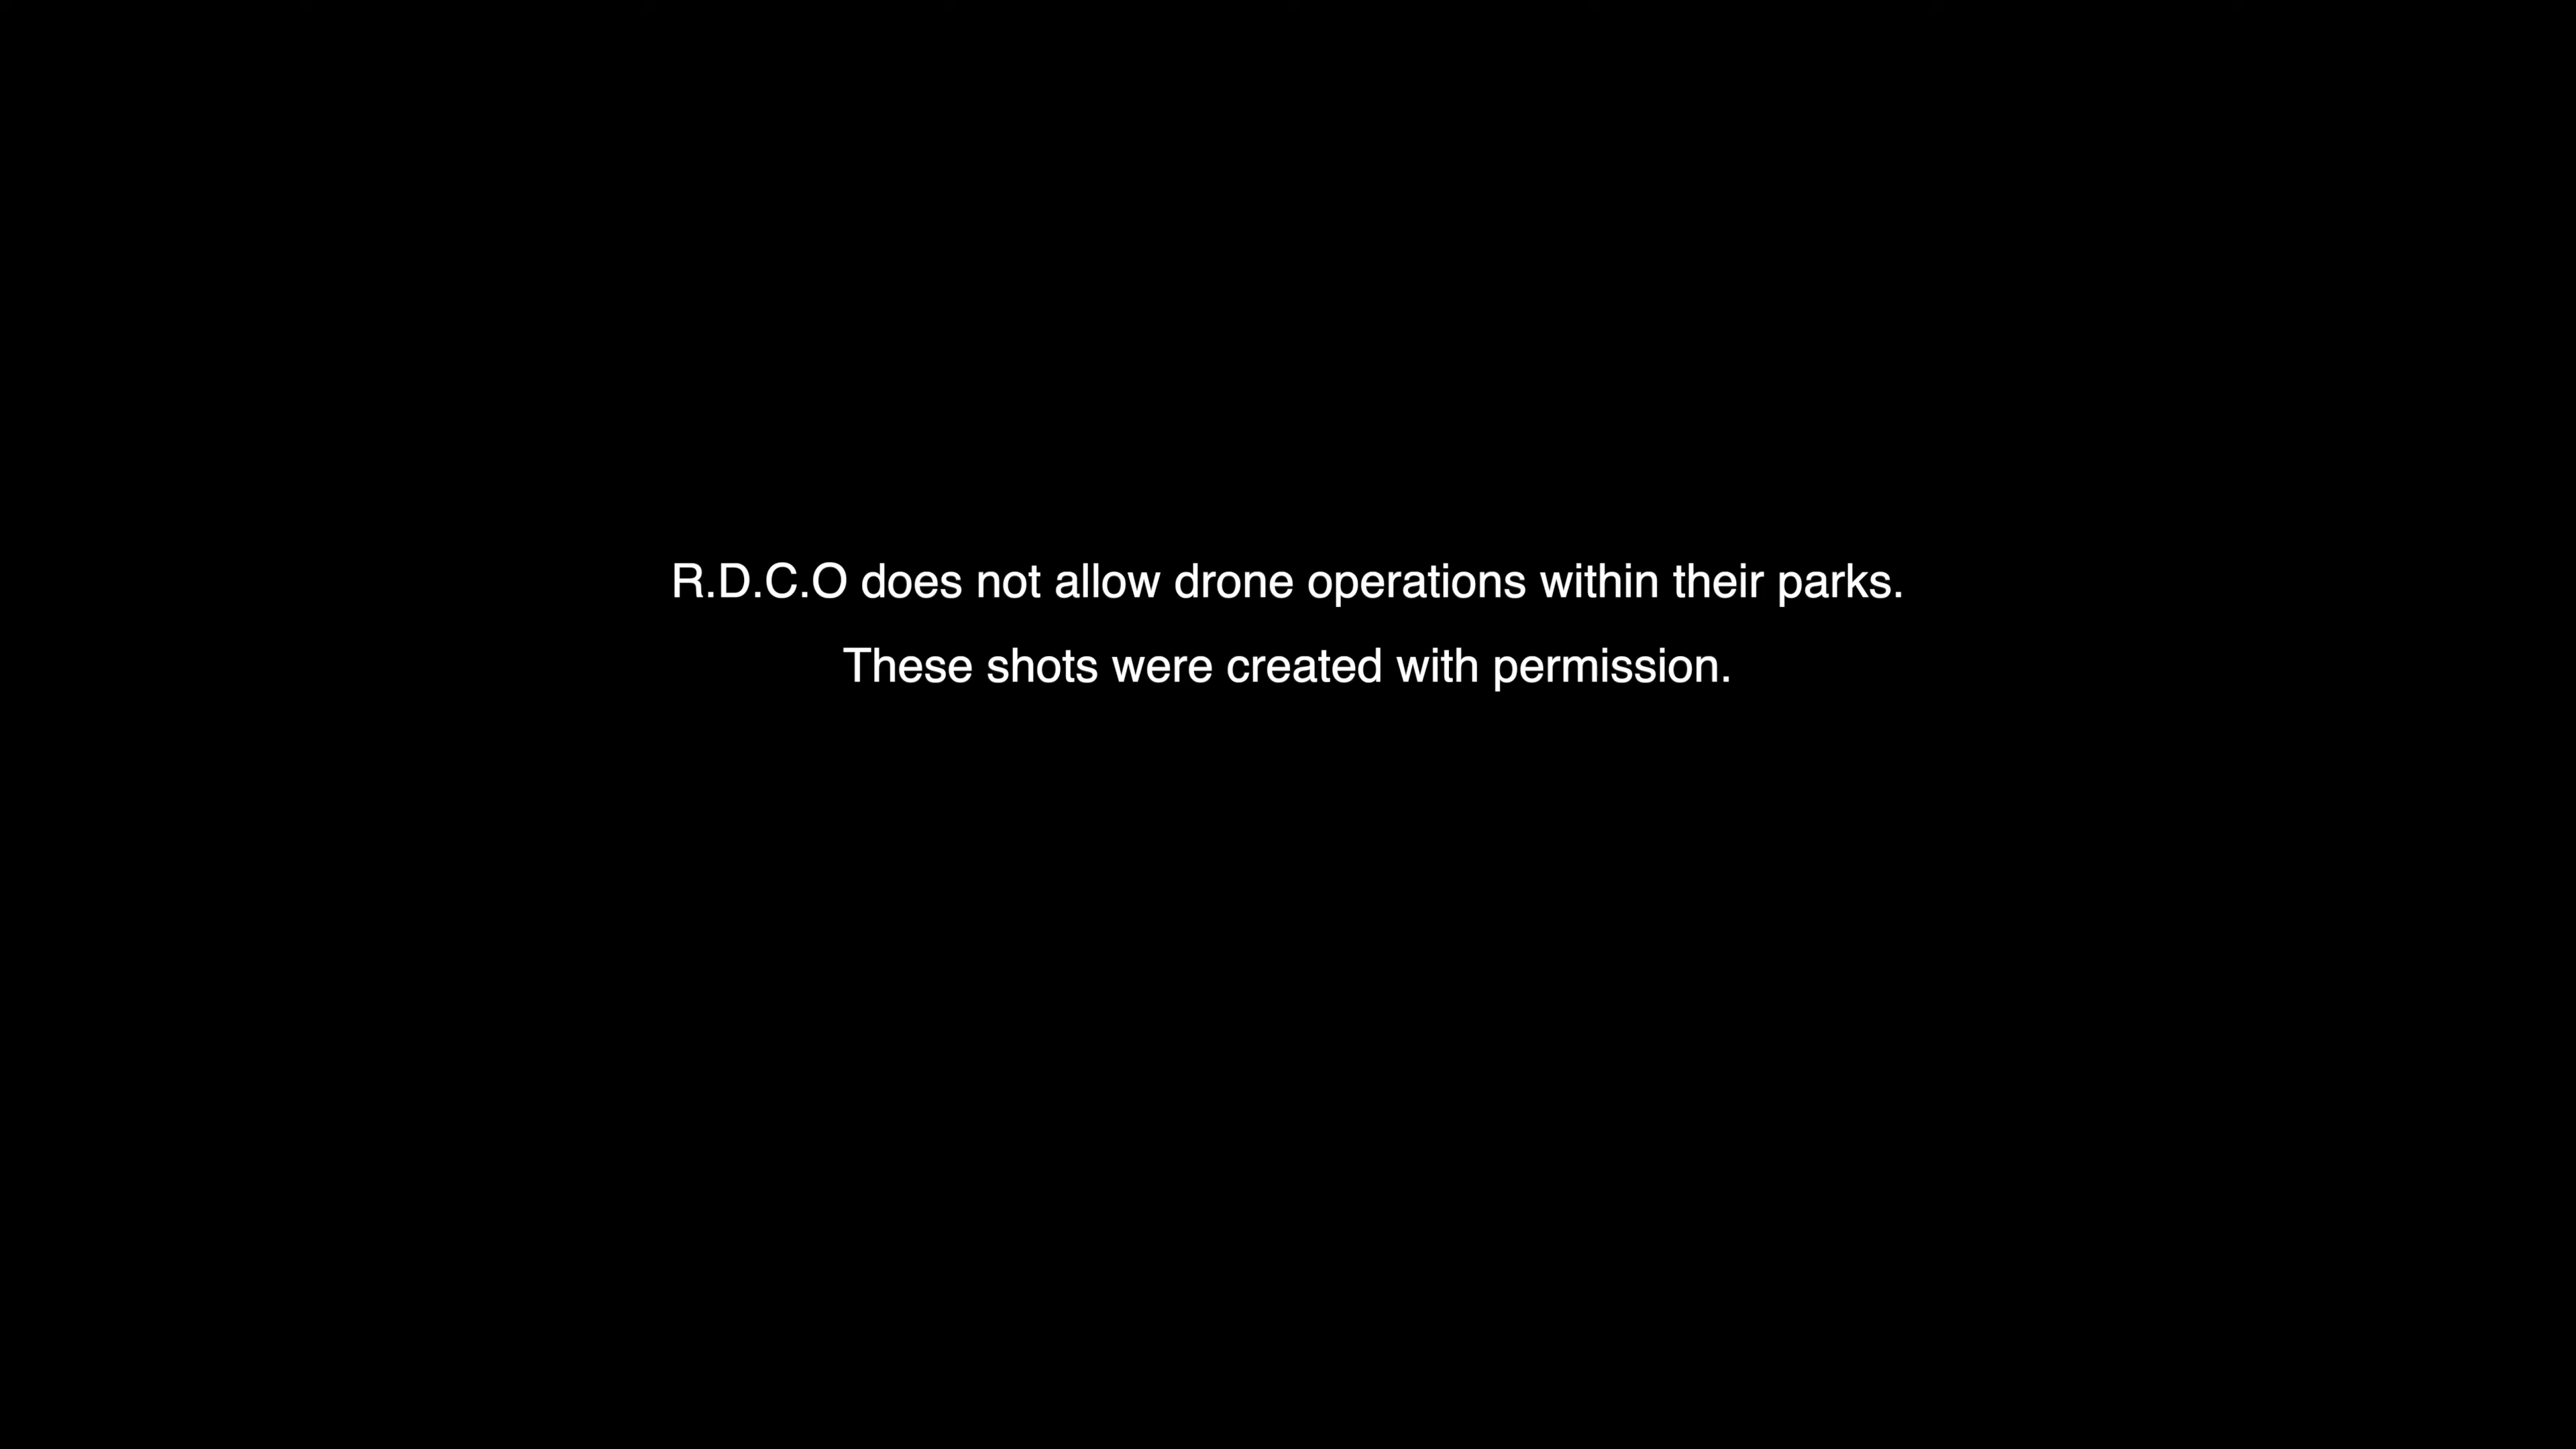 R.D.C.O does not allow drone operations within their parks.
These shots were created with permission.